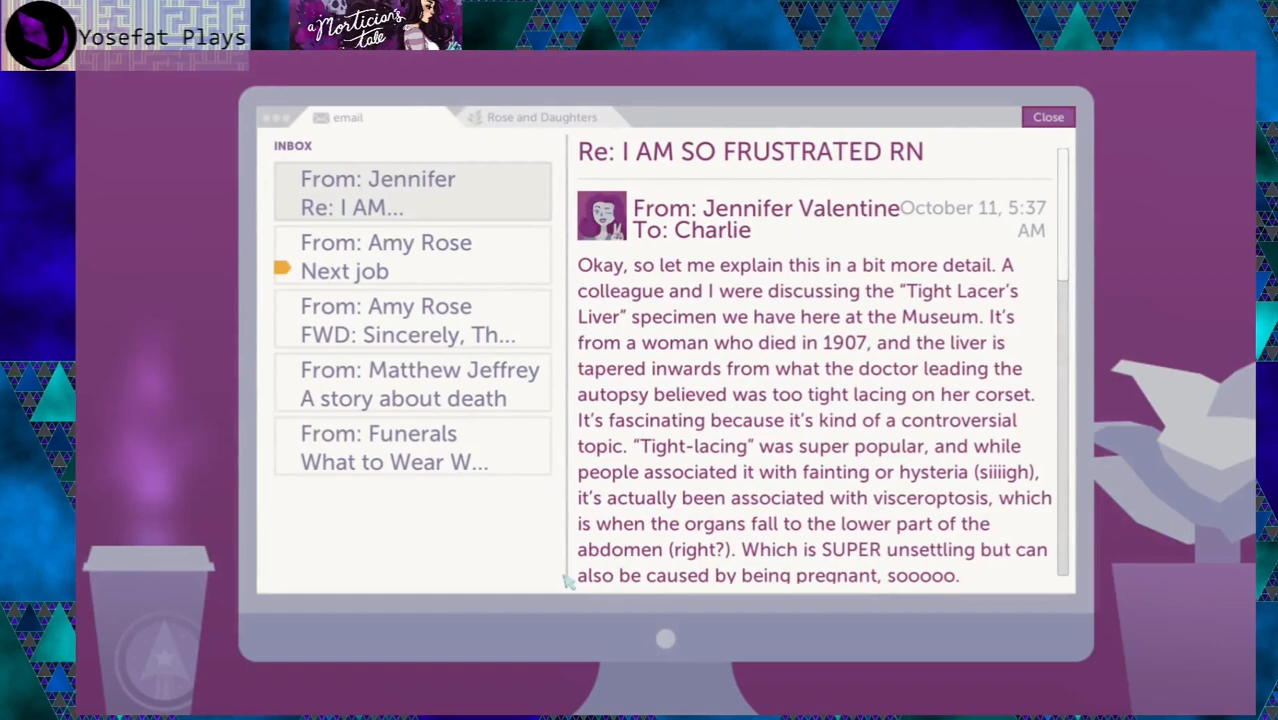 Yosefat_Plays
a Mortician's
tale
email
Rose and Daughters
Close
INBOX
From: Jennifer
Re: I AM...
From: Amy Rose
Next job
From: Amy Rose
FWD: Sincerely, Th...
From: Matthew Jeffrey
A story about death
From: Funerals
What to Wear W...
Re: I AM SO FRUSTRATED RN
From: Jennifer Valentine
October 11, 5:37
AM
To: Charlie
Okay, so let me explain this in a bit more detail. A
colleague and I were discussing the “Tight Lacer’s
Liver” specimen we have here at the Museum. It’s
from a woman who died in 1907, and the liver is
tapered inwards from what the doctor leading the
autopsy believed was too tight lacing on her corset.
It’s fascinating because it’s kind of a controversial
topic. “Tight-lacing” was super popular, and while
people associated it with fainting or hysteria (siiiigh),
it’s actually been associated with visceroptosis, which
is when the organs fall to the lower part of the
abdomen (right?). Which is SUPER unsettling but can
also be caused by being pregnant, sooooo.